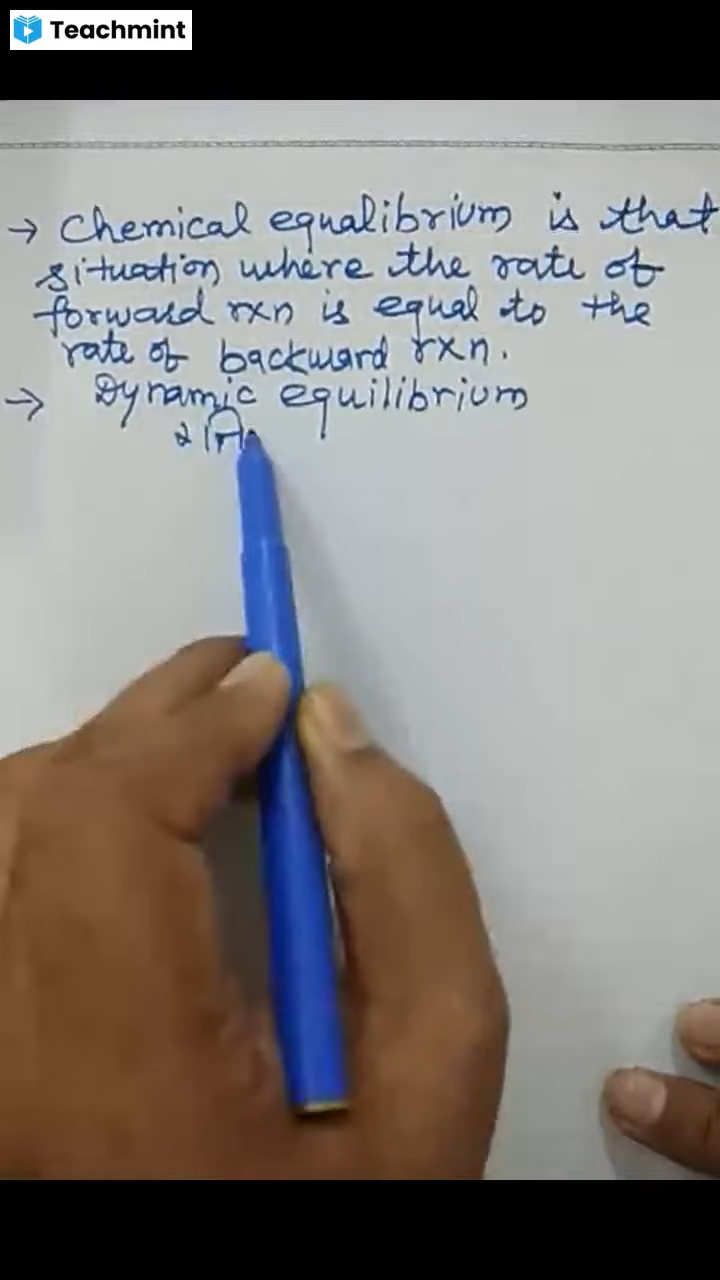 Teachmint
→ Chemical equalibrium is that
situation where the rate of
forward rxn is equal to the
rate of backward rxn.
→ Dynamic equilibrium